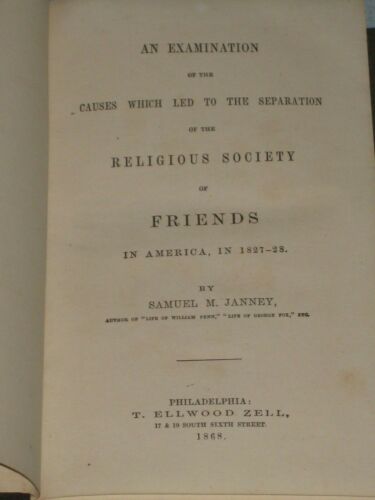 AN EXAMINATION
OF THE
CAUSES WHICH LED TO THE SEPARATION
OF THE
RELIGIOUS SOCIETY
OF
FRIENDS
IN AMERICA, IN 1827-28.
BY
SAMUEL M. JANNEY,
AUTHOR OF "LIFE OF WILLIAM PENN," "LIFE OF GEORGE FOX," ETC.
PHILADELPHIA:
T. ELLWOOD ZELL,
17 & 19 SOUTH SIXTH STREET.
1868.